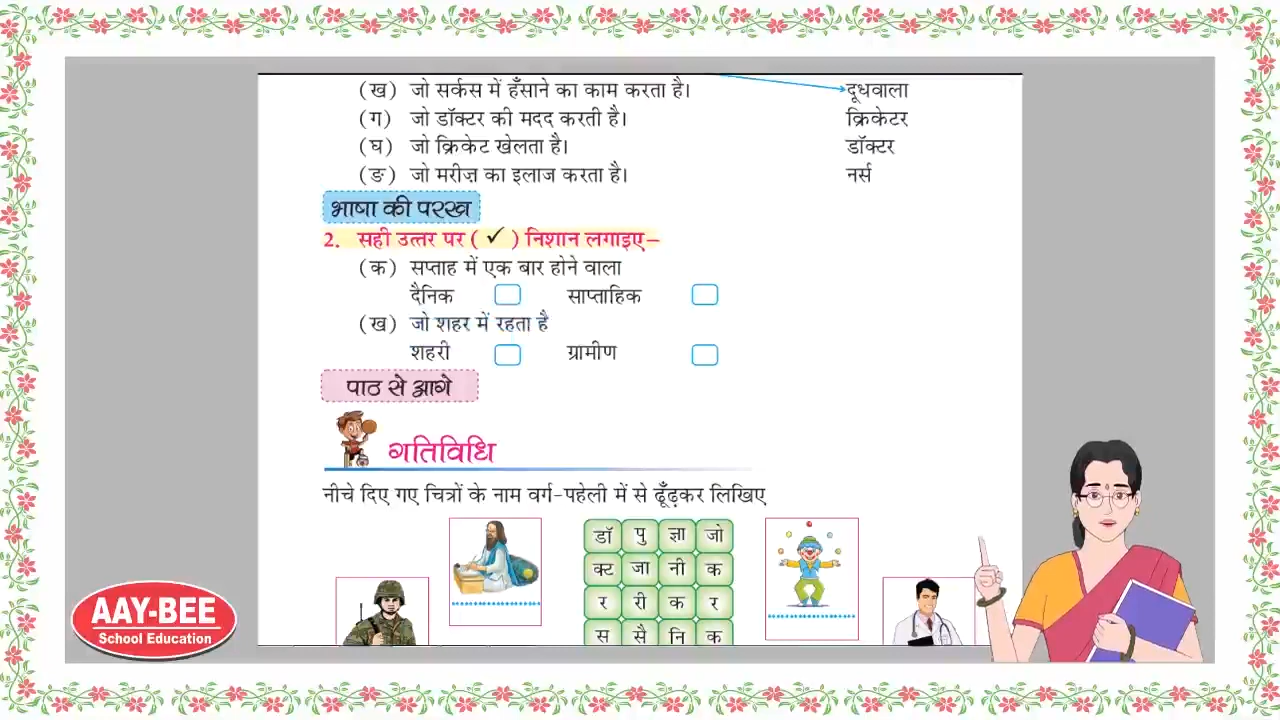 (ख) जो सर्कस में हँसाने का काम करता है। दूधवाला
(ग) जो डॉक्टर की मदद करती है। क्रिकेटर
(घ) जो क्रिकेट खेलता है। डॉक्टर
(ङ) जो मरीज़ का इलाज करता है। नर्स
भाषा की परख
2. सही उत्तर पर ( ✓ ) निशान लगाइए–
(क) सप्ताह में एक बार होने वाला
दैनिक साप्ताहिक
(ख) जो शहर में रहता है
शहरी ग्रामीण
पाठ से आगे
गतिविधि
नीचे दिए गए चित्रों के नाम वर्ग-पहेली में से ढूँढ़कर लिखिए
डॉ पु ज्ञा जो
क्ट जा नी क
र री क र
स सै नि क
AAY-BEE
School Education